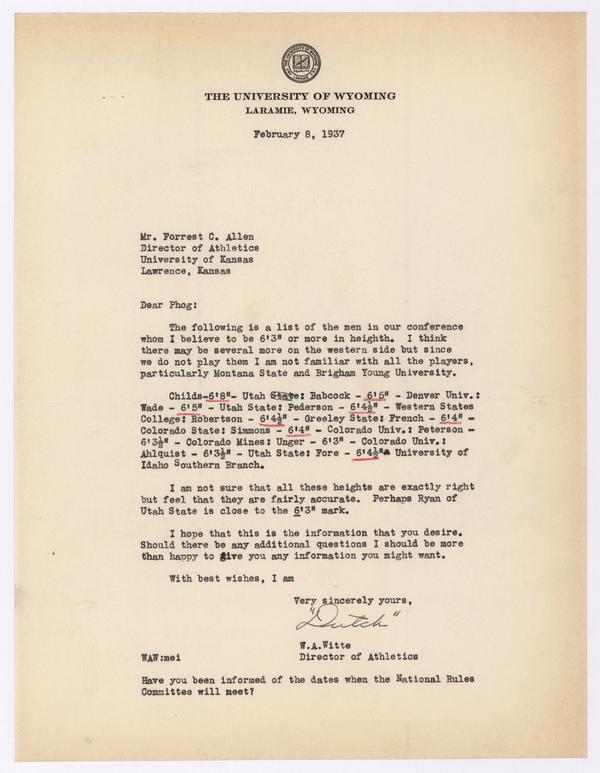 THE UNIVERSITY OF WYOMING
LARAMIE, WYOMING
February 8, 1937
Mr. Forrest C. Allen
Director of Athletics
University of Kansas
Lawrence, Kansas
Dear Phog:
The following is a list of the men in our conference
whom I believe to be 6'3" or more in heighth. I think
there may be several more on the western side but since
we do not play them I am not familiar with all the players,
particularly Montana State and Brigham Young University.
Childs-6'8"- Utah State: Babcock - 6'5" - Denver Univ.:
Wade - 6'5" - Utah State: Pederson - 6'4½" - Western States
College: Robertson - 6'4½" - Greeley State: French - 6'4" -
Colorado State: Simmons - 6'4" - Colorado Univ.: Peterson -
6'3½" - Colorado Mines: Unger - 6'3" - Colorado Univ.:
Ahlquist - 6'3½" - Utah State: Fore - 6'4½" University of
Idaho Southern Branch.
I am not sure that all these heights are exactly right
but feel that they are fairly accurate. Perhaps Ryan of
Utah State is close to the 6'3" mark.
I hope that this is the information that you desire.
Should there be any additional questions I should be more
than happy to give you any information you might want.
With best wishes, I am
Very sincerely yours,
"Dutch"
W.A.Witte
WAW:mei Director of Athletics
Have you been informed of the dates when the National Rules
Committee will meet?